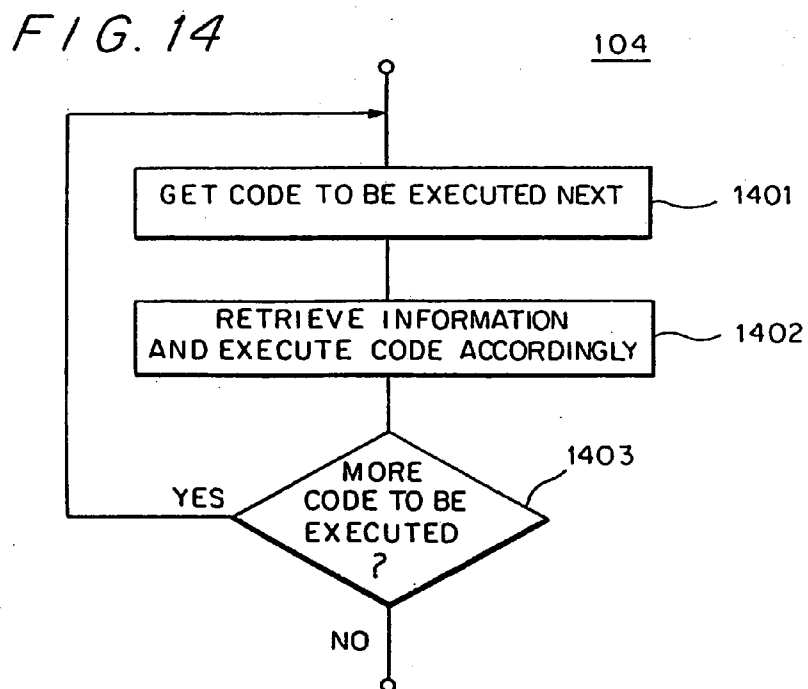 FIG. 14
104
GET CODE TO BE EXECUTED NEXT
1401
RETRIEVE INFORMATION
AND EXECUTE CODE ACCORDINGLY
1402
1403
MORE
CODE TO BE
EXECUTED
?
YES
NO